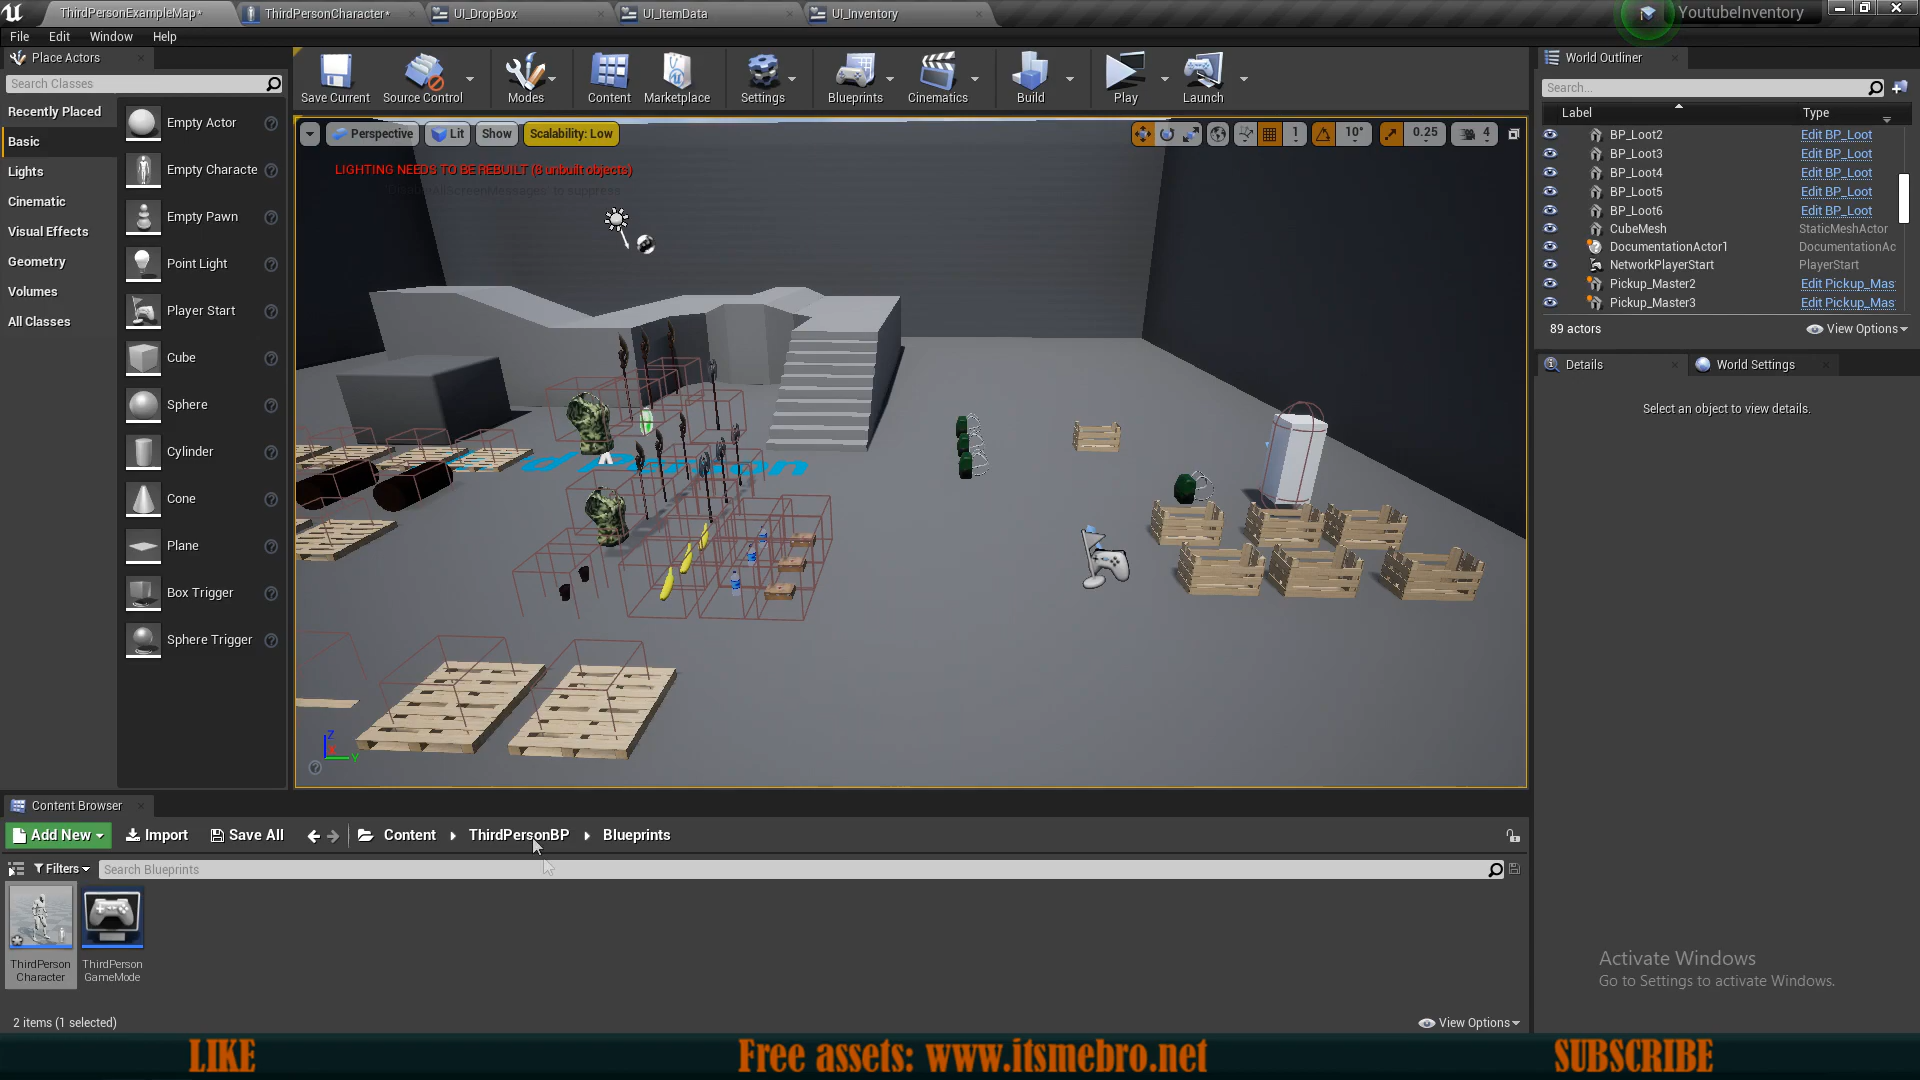 ThirdPersonExampleMap*
ThirdPersonCharacter*
UI_DropBox
UI_ItemData
UI_Inventory
YoutubeInventory
File Edit Window Help
Place Actors
Search Classes
Recently Placed
Basic
Lights
Cinematic
Visual Effects
Geometry
Volumes
All Classes
Empty Actor
Empty Characte
Empty Pawn
Point Light
Player Start
Cube
Sphere
Cylinder
Cone
Plane
Box Trigger
Sphere Trigger
Save Current
Source Control
Modes
Content
Marketplace
Settings
Blueprints
Cinematics
Build
Play
Launch
Perspective
Lit
Show
Scalability: Low
1
10°
0.25
4
LIGHTING NEEDS TO BE REBUILT (8 unbuilt objects)
Person
Z
Y
World Outliner
Search...
Label Type
BP_Loot2 Edit BP_Loot
BP_Loot3 Edit BP_Loot
BP_Loot4 Edit BP_Loot
BP_Loot5 Edit BP_Loot
BP_Loot6 Edit BP_Loot
CubeMesh StaticMeshActor
DocumentationActor1 DocumentationAc
NetworkPlayerStart PlayerStart
Pickup_Master2 Edit Pickup_Mas
Pickup_Master3 Edit Pickup_Mas
89 actors
View Options
Details
World Settings
Select an object to view details.
Content Browser
Add New
Import
Save All
Content
ThirdPersonBP
Blueprints
Filters
Search Blueprints
ThirdPerson
Character
ThirdPerson
GameMode
2 items (1 selected)
View Options
Activate Windows
Go to Settings to activate Windows.
LIKE
Free assets: www.itsmebro.net
SUBSCRIBE